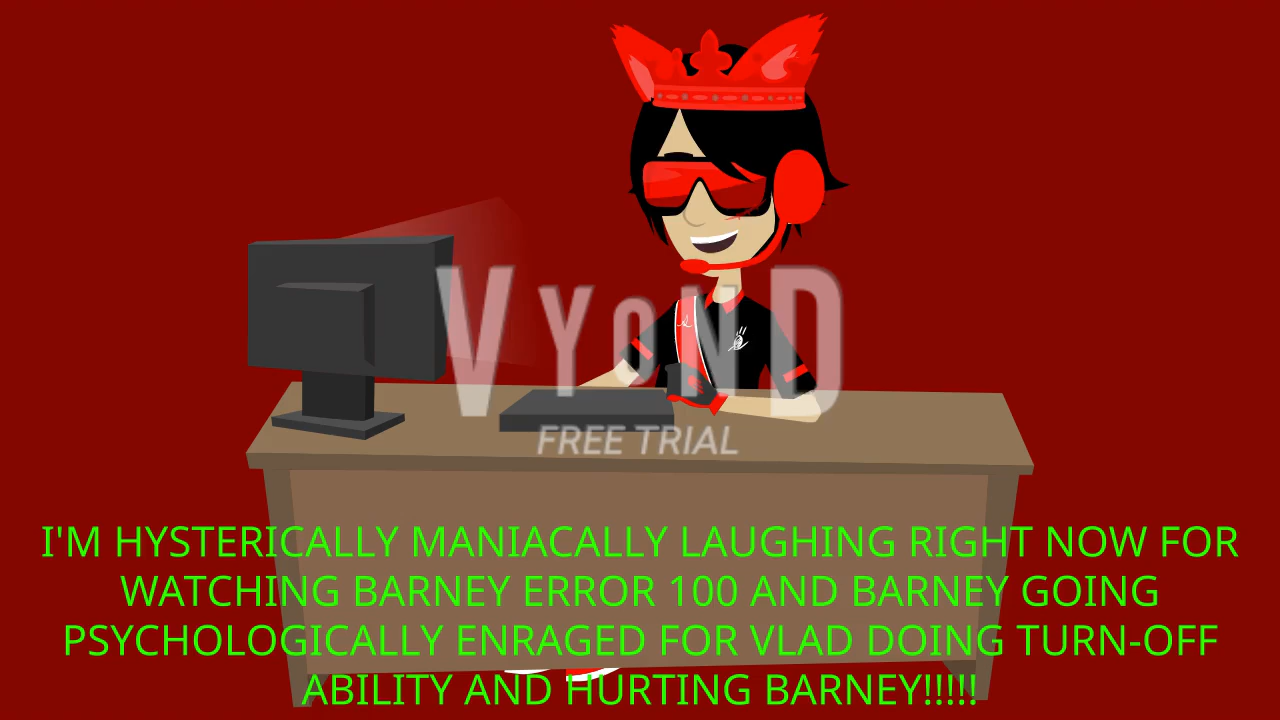 VYOND
FREE TRIAL
I'M HYSTERICALLY MANIACALLY LAUGHING RIGHT NOW FOR
WATCHING BARNEY ERROR 100 AND BARNEY GOING
PSYCHOLOGICALLY ENRAGED FOR VLAD DOING TURN-OFF
ABILITY AND HURTING BARNEY!!!!!